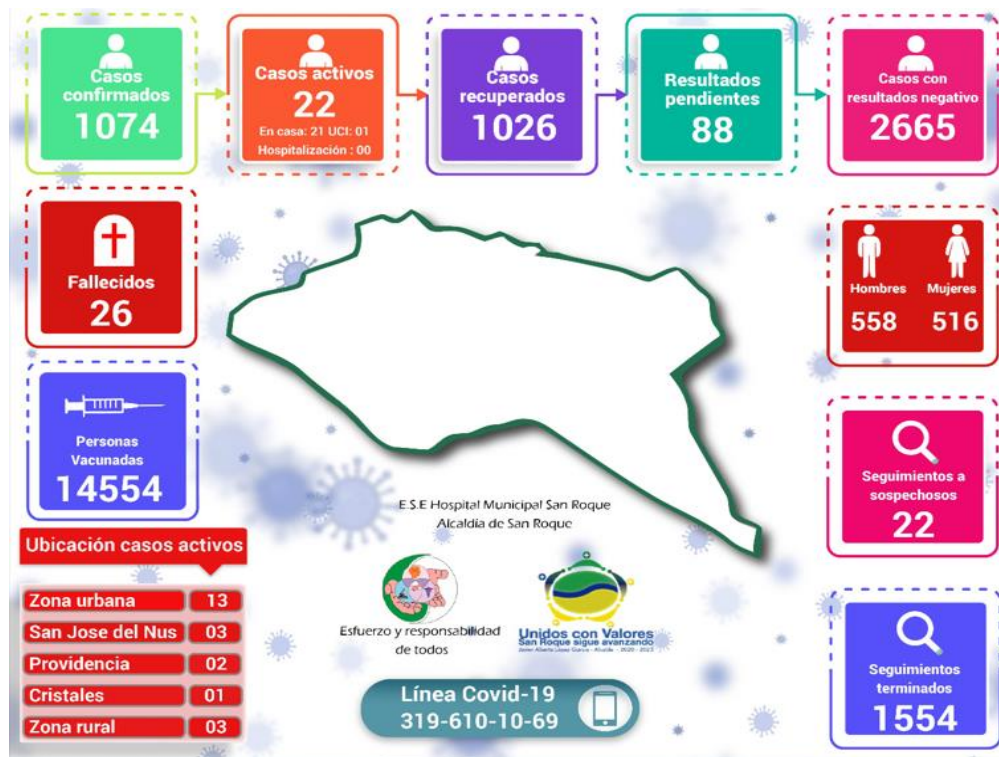 Casos
confirmados
1074
Casos activos
22
En casa: 21 UCI: 01
Hospitalización : 00
Casos
recuperados
1026
Resultados
pendientes
88
Casos con
resultados negativo
2665
Fallecidos
26
Hombres Mujeres
558 516
Personas
Vacunadas
14554
Seguimientos a
sospechosos
22
E.S.E Hospital Municipal San Roque
Alcaldía de San Roque
Ubicación casos activos
Zona urbana 13
San Jose del Nus 03
Providencia 02
Cristales 01
Zona rural 03
Esfuerzo y responsabilidad
de todos
Unidos con Valores
San Roque sigue avanzando
Alcalde - 2020 - 2023
Línea Covid-19
319-610-10-69
Seguimientos
terminados
1554